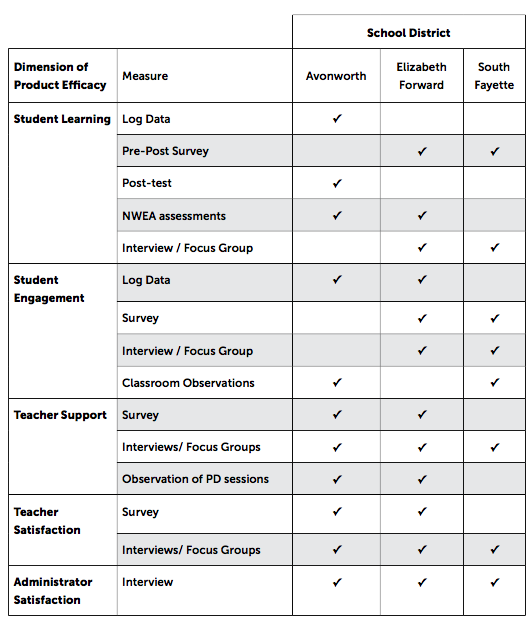 School District
Dimension of Product Efficacy Measure Avonworth Elizabeth Forward South Fayette
Student Learning Log Data ✓
Pre-Post Survey ✓ ✓
Post-test ✓
NWEA assessments ✓ ✓
Interview / Focus Group ✓ ✓
Student Engagement Log Data ✓ ✓
Survey ✓ ✓
Interview / Focus Group ✓ ✓
Classroom Observations ✓ ✓
Teacher Support Survey ✓ ✓
Interviews/ Focus Groups ✓ ✓ ✓
Observation of PD sessions ✓ ✓
Teacher Satisfaction Survey ✓ ✓
Interviews/ Focus Groups ✓ ✓ ✓
Administrator Satisfaction Interview ✓ ✓ ✓